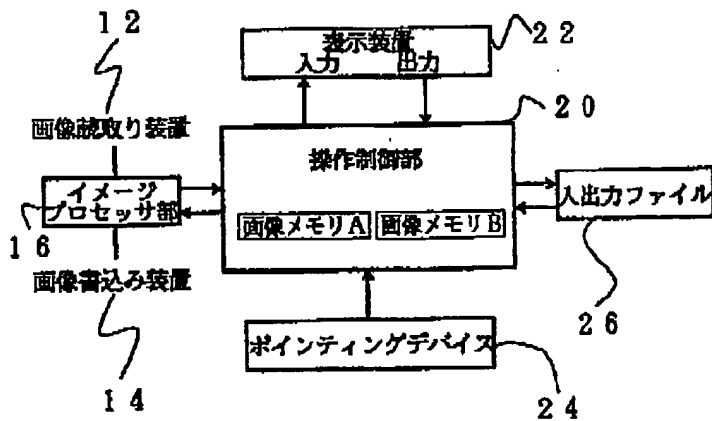 12
表示装置
入力 出力
22
20
画像読取り装置
操作制御部
イメージ
プロセッサ部
16
画像メモリA 画像メモリB
入出力ファイル
画像書込み装置
26
ポインティングデバイス
14
24